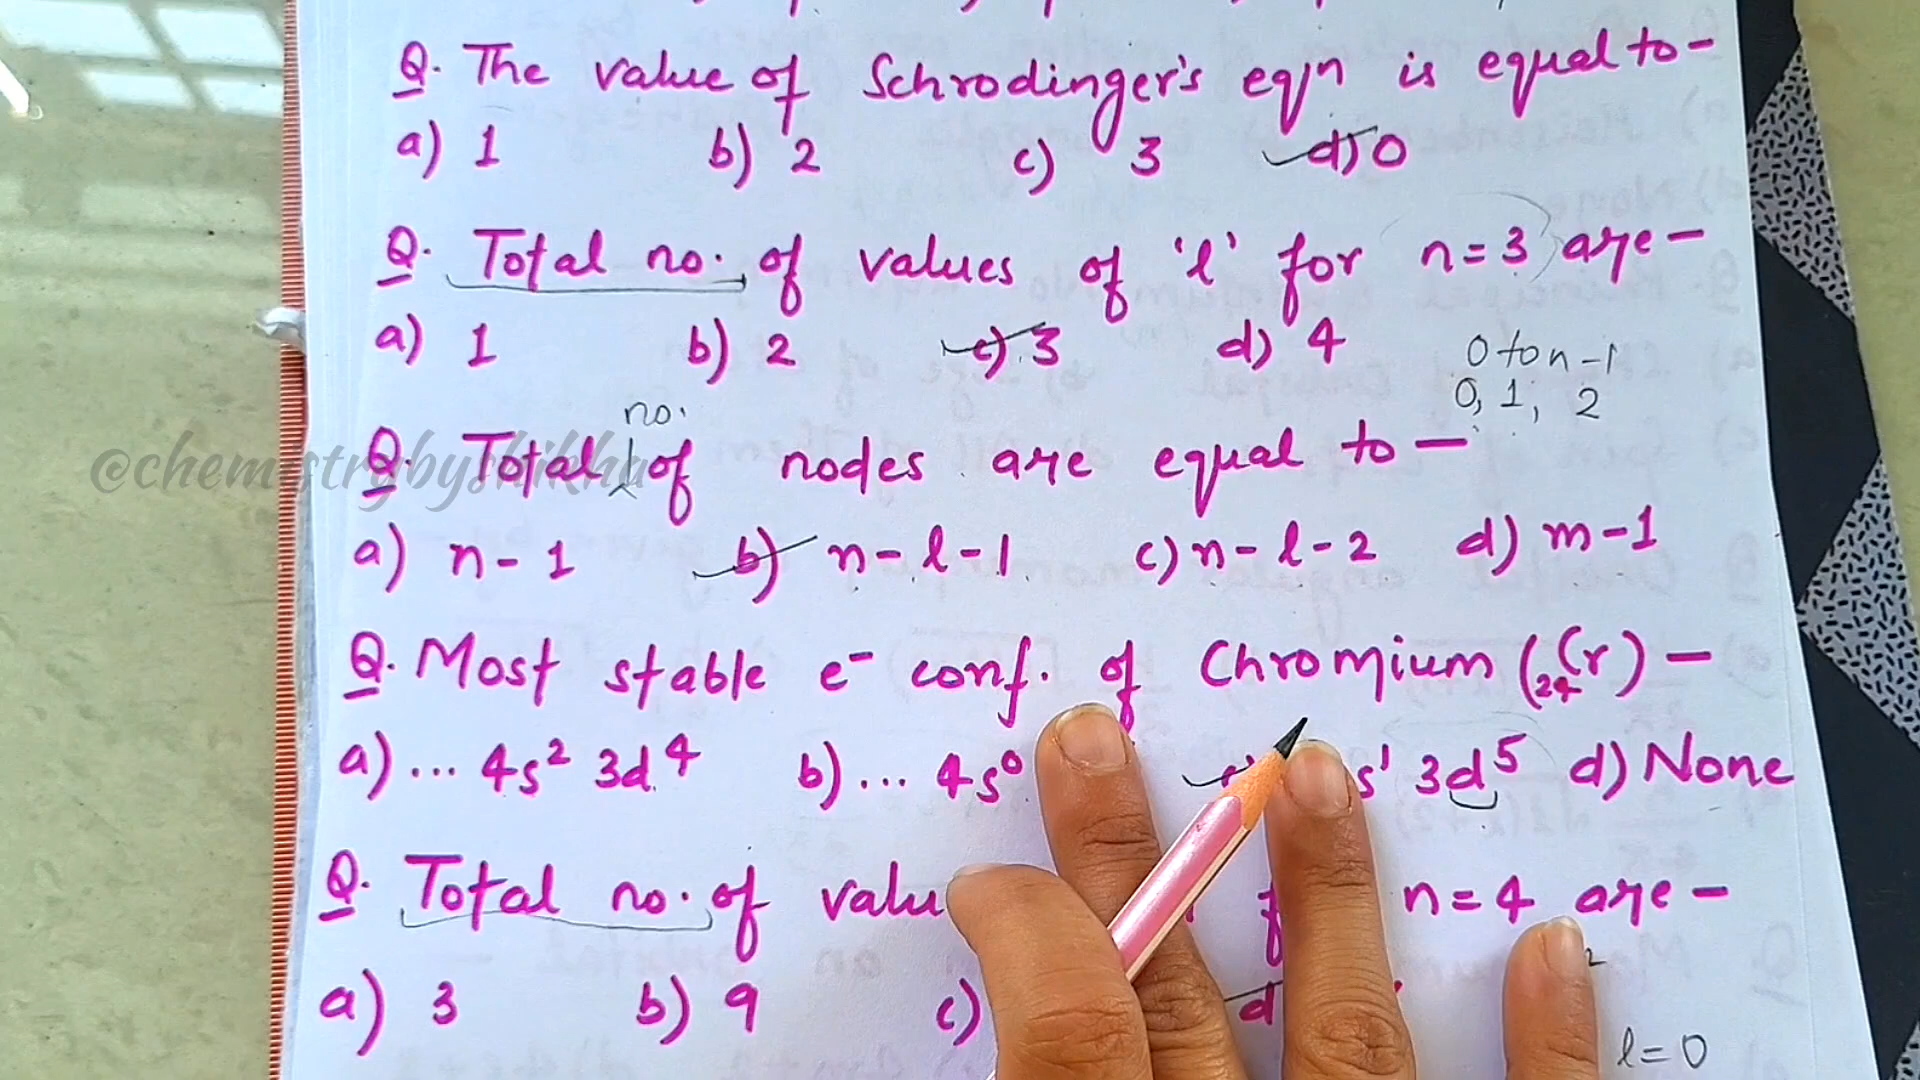 Q. The value of Schrodinger's eqn is equal to -
a) 1 b) 2 c) 3 d) 0
Q. Total no. of values of 'l' for n=3 are -
a) 1 b) 2 c) 3 d) 4
0 to n-1
0, 1, 2
no.
@chemistrybyshikha
Q. Total of nodes are equal to -
a) n-1 b) n-l-1 c) n-l-2 d) m-1
Q. Most stable e⁻ conf. of Chromium (₂₄Cr) -
a) ... 4s² 3d⁴ b) ... 4s⁰ s¹ 3d⁵ d) None
Q. Total no. of n=4 are -
a) 3 b) 9 c) d
l=0